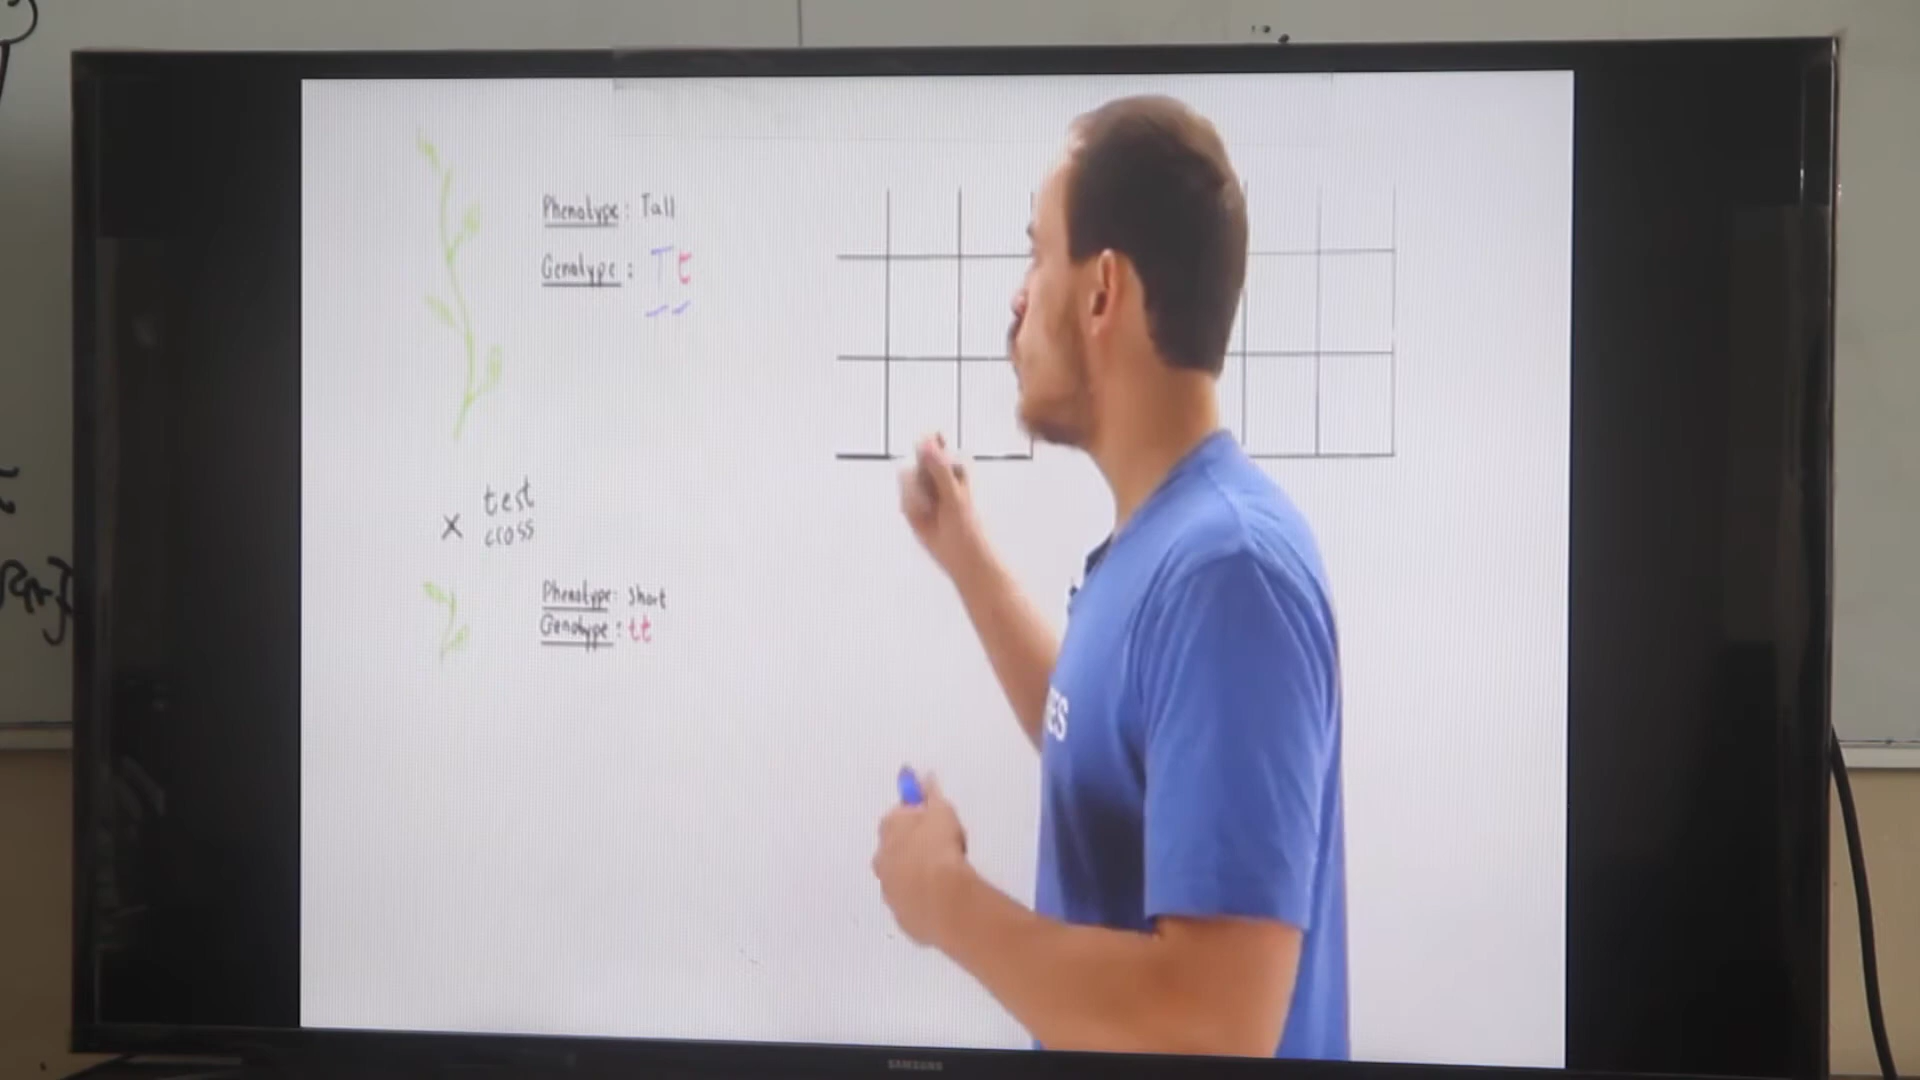 Phenotype: Tall
Genotype: Tt
X test
cross
Phenotype: short
Genotype: tt
SAMSUNG